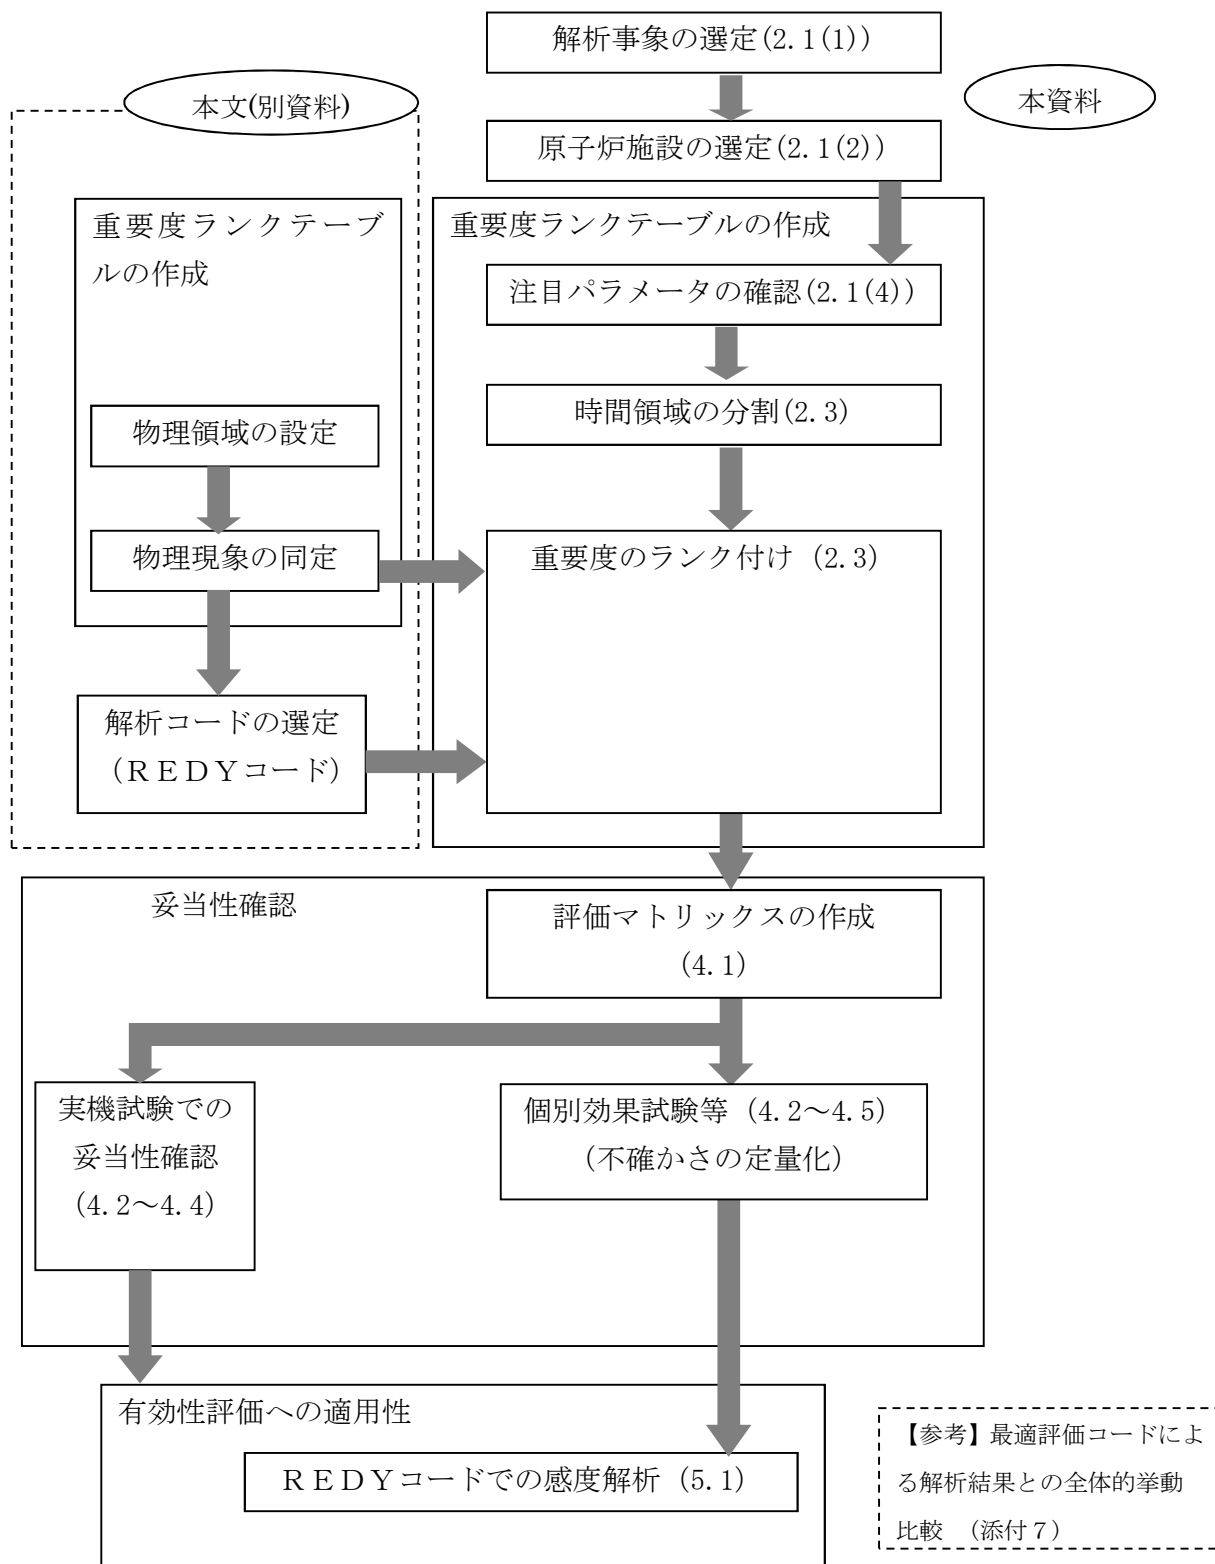 解析事象の選定(2.1(1))
本文(別資料)
本資料
原子炉施設の選定(2.1(2))
重要度ランクテーブ
ルの作成
重要度ランクテーブルの作成
注目パラメータの確認(2.1(4))
時間領域の分割(2.3)
物理領域の設定
物理現象の同定
重要度のランク付け（2.3）
解析コードの選定
（ＲＥＤＹコード）
妥当性確認
評価マトリックスの作成
(4.1)
実機試験での
妥当性確認
（4.2～4.4）
個別効果試験等（4.2～4.5）
（不確かさの定量化）
有効性評価への適用性
ＲＥＤＹコードでの感度解析（5.1）
【参考】最適評価コードによ
る解析結果との全体的挙動
比較　（添付７）